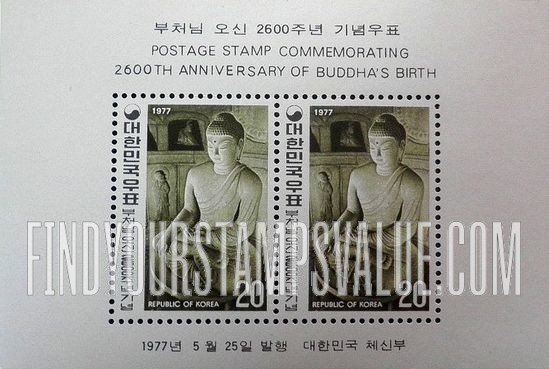 부처님 오신 2600주년 기념우표
POSTAGE STAMP COMMEMORATING
2600TH ANNIVERSARY OF BUDDHA'S BIRTH
1977
대한민국우표
REPUBLIC OF KOREA
20
1977
대한민국우표
REPUBLIC OF KOREA
20
FINDYOURSTAMPSVALUE.COM
1977년 5월 25일 발행 대한민국 체신부